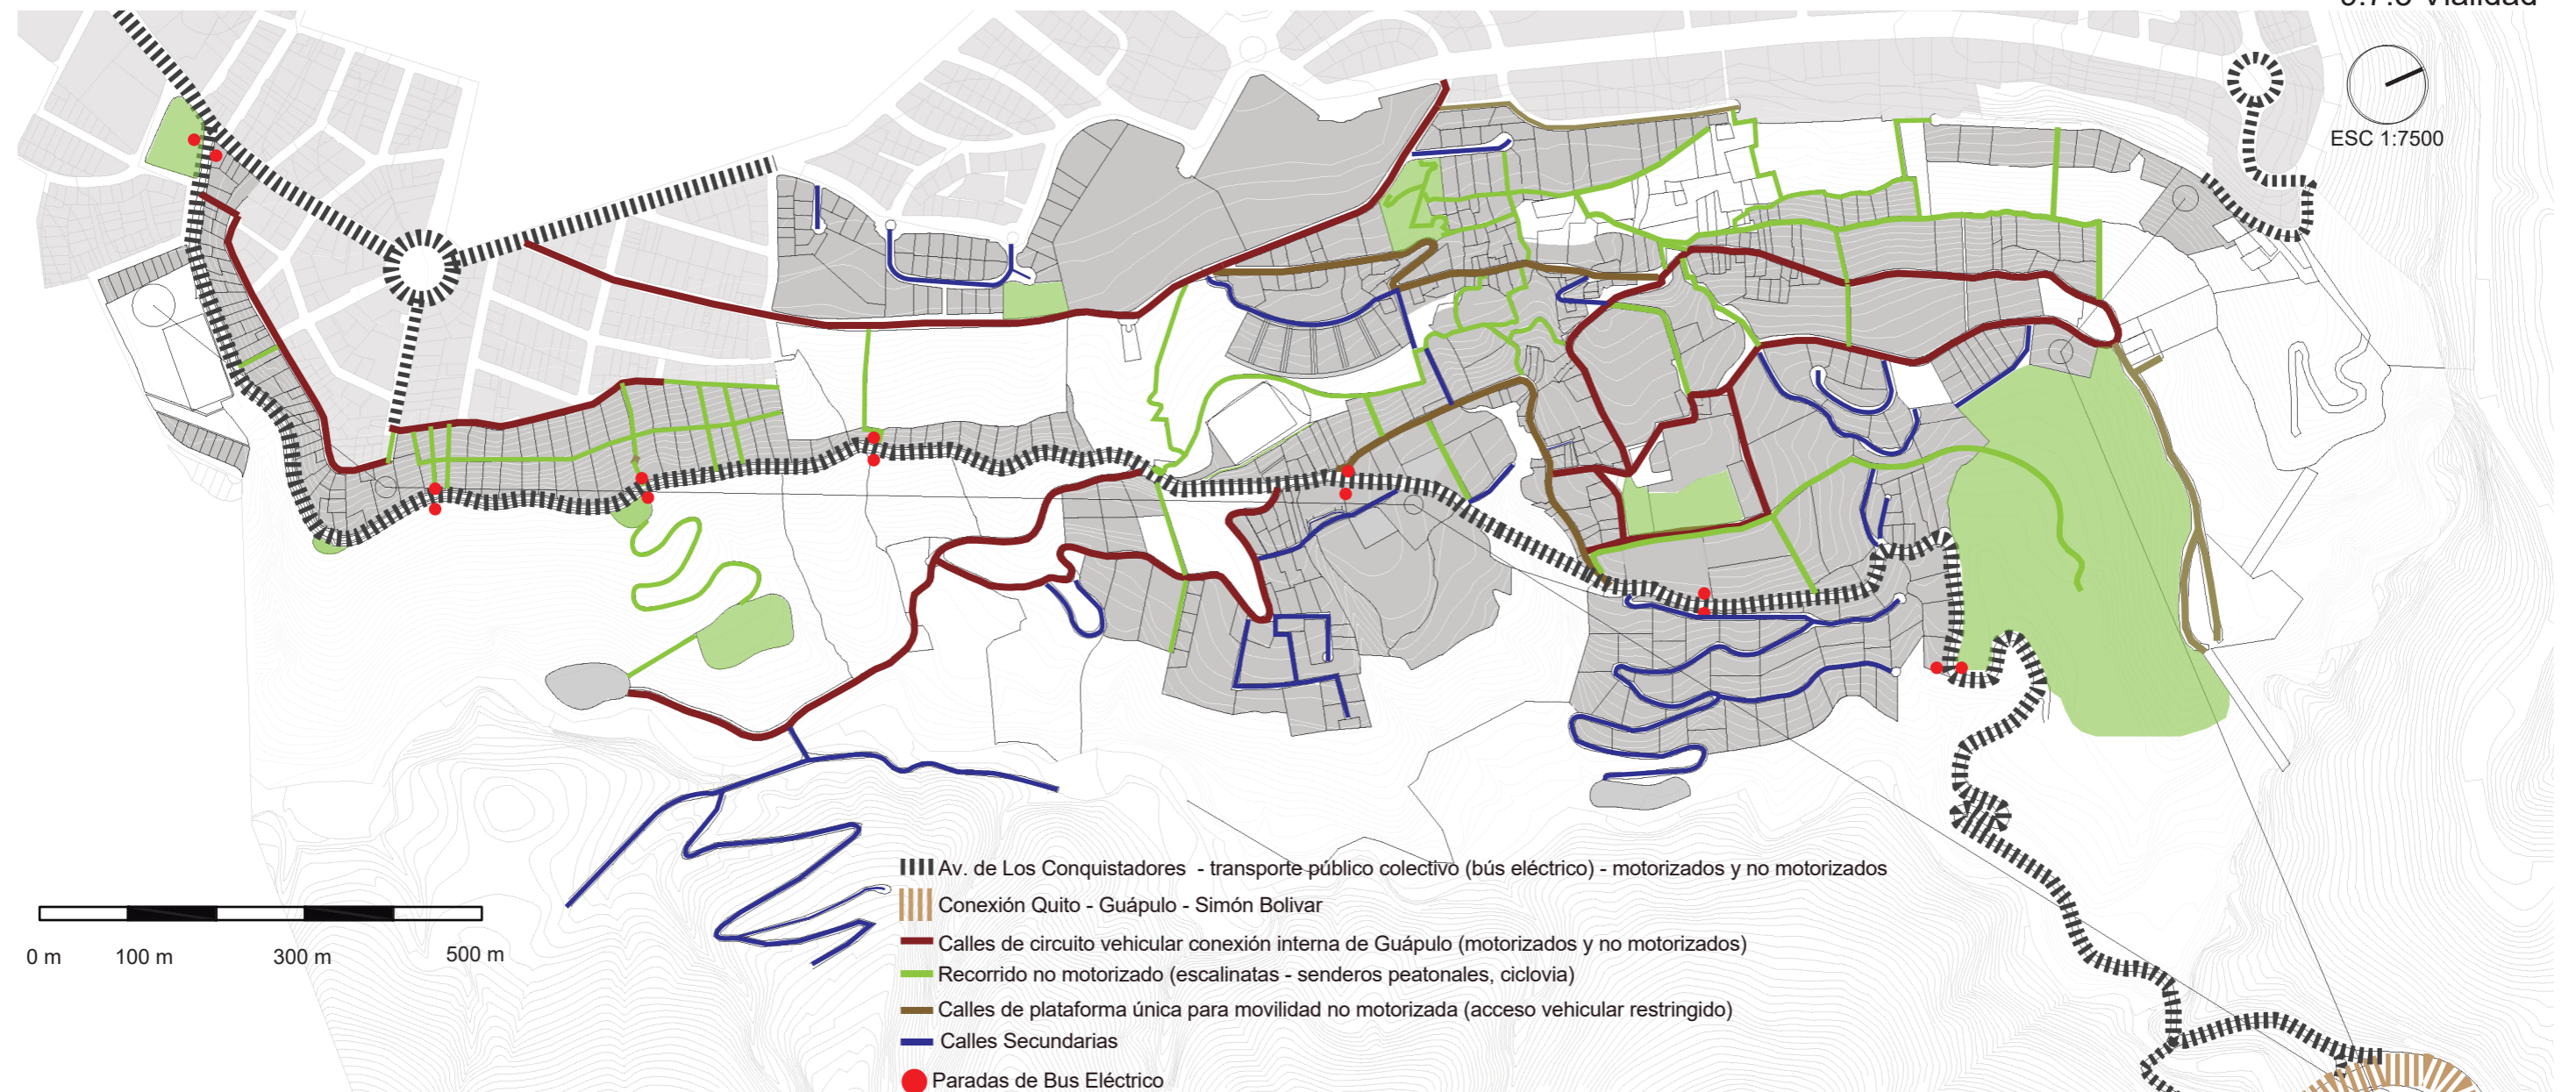 ESC 1:7500
Av. de Los Conquistadores - transporte público colectivo (bús eléctrico) - motorizados y no motorizados
Conexión Quito - Guápulo - Simón Bolivar
Calles de circuito vehicular conexión interna de Guápulo (motorizados y no motorizados)
Recorrido no motorizado (escalinatas - senderos peatonales, ciclovia)
Calles de plataforma única para movilidad no motorizada (acceso vehicular restringido)
Calles Secundarias
Paradas de Bus Eléctrico
0 m 100 m 300 m 500 m